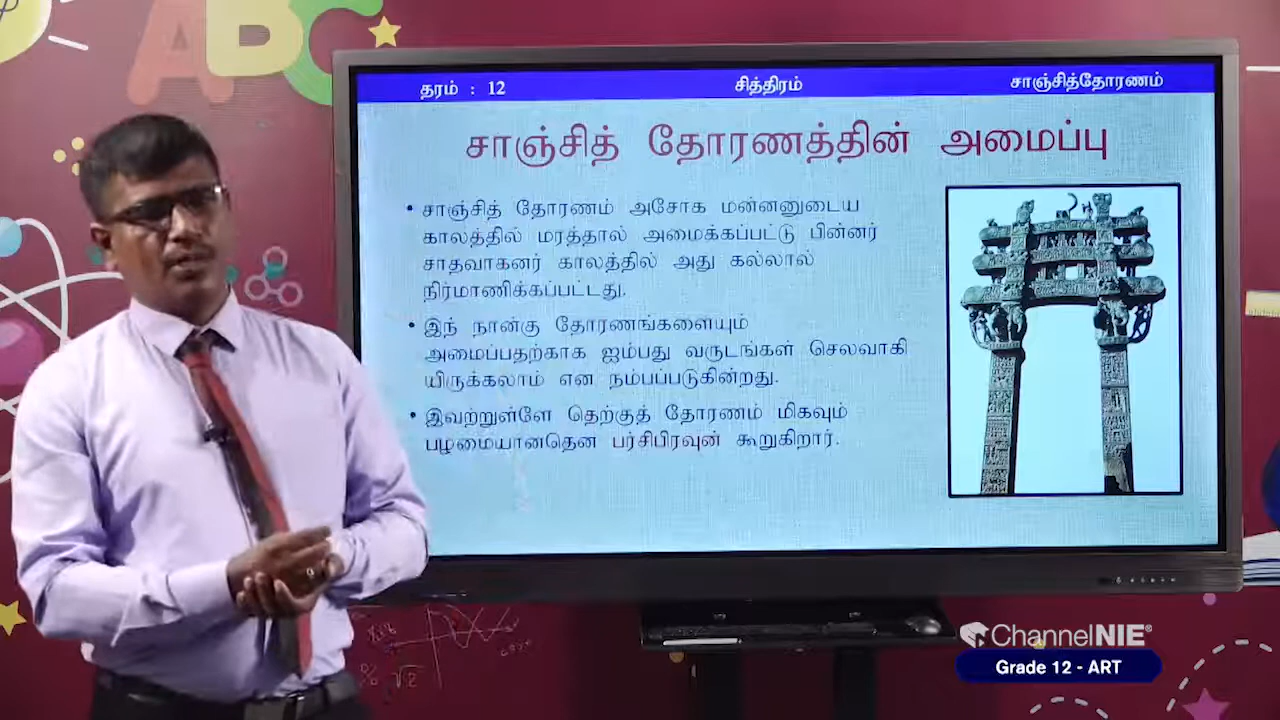 ABC
தரம் : 12 சித்திரம் சாஞ்சித்தோரணம்
சாஞ்சித் தோரணத்தின் அமைப்பு
• சாஞ்சித் தோரணம் அசோக மன்னனுடைய
காலத்தில் மரத்தால் அமைக்கப்பட்டு பின்னர்
சாதவாகனர் காலத்தில் அது கல்லால்
நிர்மாணிக்கப்பட்டது.
• இந் நான்கு தோரணங்களையும்
அமைப்பதற்காக ஐம்பது வருடங்கள் செலவாகி
யிருக்கலாம் என நம்பப்படுகின்றது.
• இவற்றுள்ளே தெற்குத் தோரணம் மிகவும்
பழமையானதென பர்சிபிரவுன் கூறுகிறார்.
% √2
ChannelNIE®
Grade 12 - ART